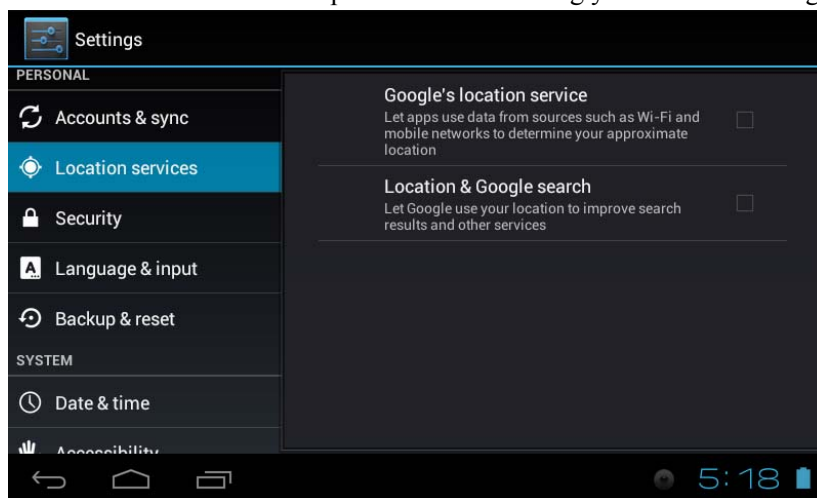 Settings
PERSONAL
Accounts & sync
Location services
Security
Language & input
Backup & reset
SYSTEM
Date & time
Accessibility
Google's location service
Let apps use data from sources such as Wi-Fi and
mobile networks to determine your approximate
location
Location & Google search
Let Google use your location to improve search
results and other services
5:18